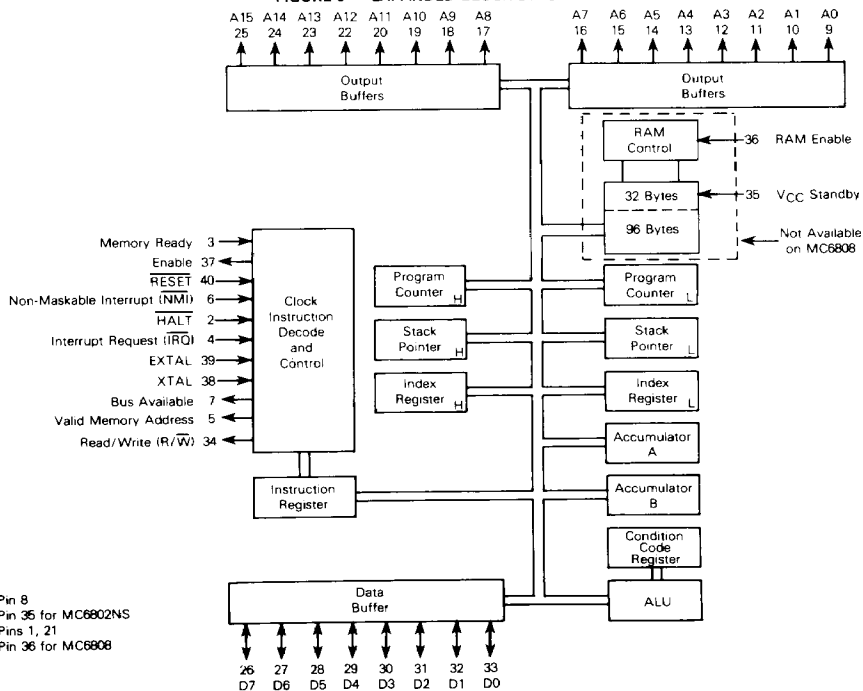 A15 A14 A13 A12 A11 A10 A9 A8
25 24 23 22 20 19 18 17
A7 A6 A5 A4 A3 A2 A1 A0
16 15 14 13 12 11 10 9
Output
Buffers
Output
Buffers
RAM
Control
36 RAM Enable
32 Bytes
35 VCC Standby
96 Bytes
Not Available
on MC6808
Memory Ready 3
Enable 37
RESET 40
Non-Maskable Interrupt (NMI) 6
HALT 2
Interrupt Request (IRQ) 4
EXTAL 39
XTAL 38
Bus Available 7
Valid Memory Address 5
Read/Write (R/W) 34
Clock
Instruction
Decode
and
Control
Program
Counter H
Program
Counter L
Stack
Pointer H
Stack
Pointer L
Index
Register H
Index
Register L
Accumulator
A
Instruction
Register
Accumulator
B
Condition
Code
Register
ALU
Data
Buffer
Pin 8
Pin 35 for MC6802NS
Pins 1, 21
Pin 36 for MC6808
26 27 28 29 30 31 32 33
D7 D6 D5 D4 D3 D2 D1 D0